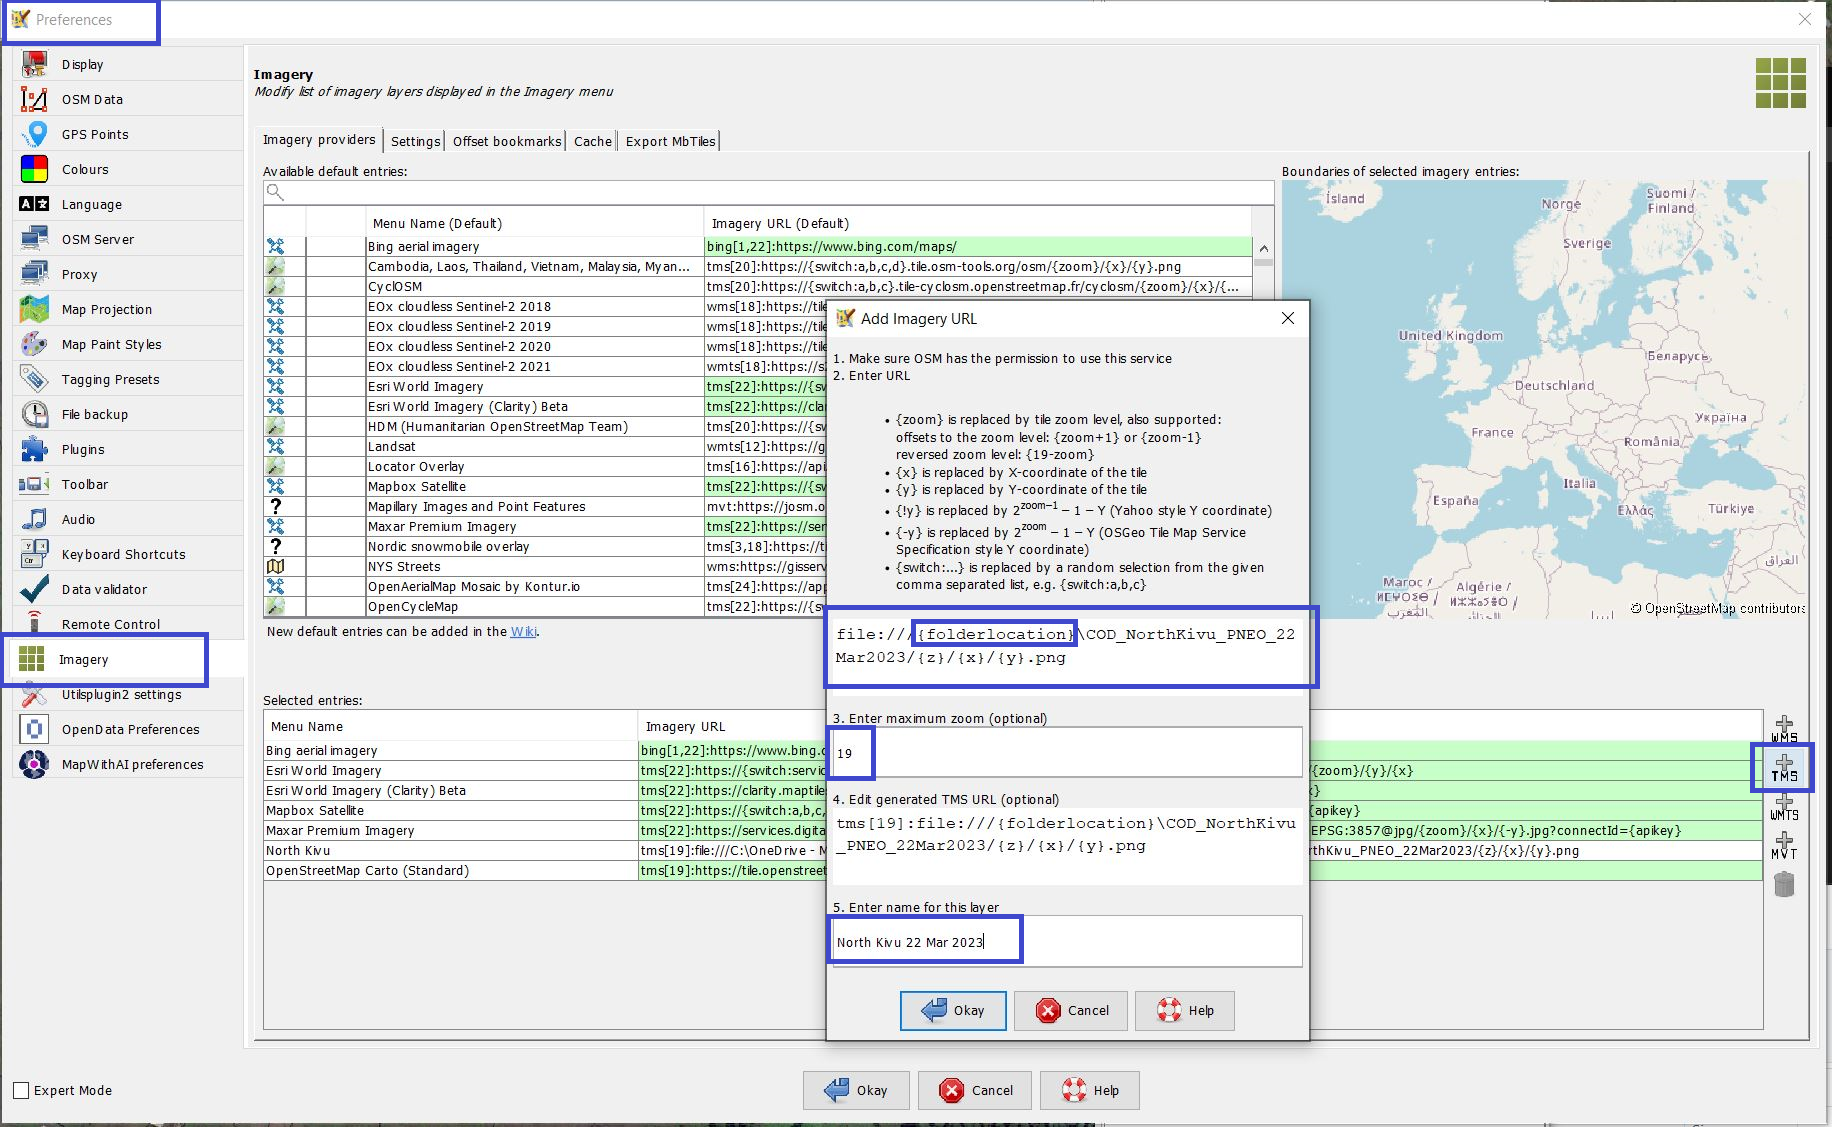 Preferences
Display
OSM Data
GPS Points
Colours
Language
OSM Server
Proxy
Map Projection
Map Paint Styles
Tagging Presets
File backup
Plugins
Toolbar
Audio
Keyboard Shortcuts
Data validator
Remote Control
Imagery
Utilsplugin2 settings
OpenData Preferences
MapWithAI preferences
Expert Mode
Imagery
Modify list of imagery layers displayed in the Imagery menu
Imagery providers
Settings
Offset bookmarks
Cache
Export MbTiles
Available default entries:
Menu Name (Default) Imagery URL (Default)
Bing aerial imagery bing[1,22]:https://www.bing.com/maps/
Cambodia, Laos, Thailand, Vietnam, Malaysia, Myan... tms[20]:https://{switch:a,b,c,d}.tile.osm-tools.org/osm/{zoom}/{x}/{y}.png
CyclOSM tms[20]:https://{switch:a,b,c}.tile-cyclosm.openstreetmap.fr/cyclosm/{zoom}/{x}/{...
EOx cloudless Sentinel-2 2018 wms[18]:https://tile
EOx cloudless Sentinel-2 2019 wms[18]:https://tile
EOx cloudless Sentinel-2 2020 wms[18]:https://tile
EOx cloudless Sentinel-2 2021 wmts[18]:https://s
Esri World Imagery tms[22]:https://{sw
Esri World Imagery (Clarity) Beta tms[22]:https://clar
HDM (Humanitarian OpenStreetMap Team) tms[20]:https://{sw
Landsat wmts[12]:https://g
Locator Overlay tms[16]:https://api
Mapbox Satellite tms[22]:https://{sw
Mapillary Images and Point Features mvt:https://josm.o
Maxar Premium Imagery tms[22]:https://ser
Nordic snowmobile overlay tms[3,18]:https://t
NYS Streets wms:https://gisserv
OpenAerialMap Mosaic by Kontur.io tms[24]:https://app
OpenCycleMap tms[22]:https://{sw
New default entries can be added in the Wiki.
Boundaries of selected imagery entries:
Ísland
Norge
Suomi /
Finland
Sverige
United Kingdom
Беларусь
Deutschland
Україна
France
România
Italia
España
Ελλάς
Türkiye
Maroc /
ⵍⵎⵖⵔⵉⴱ /
المغرب
Algérie /
ⵍⵣⵣⴰⵢⴻⵔ /
العراق
© OpenStreetMap contributors
Selected entries:
Menu Name Imagery URL
Bing aerial imagery bing[1,22]:https://www.bing.c
Esri World Imagery tms[22]:https://{switch:servic /{zoom}/{y}/{x}
Esri World Imagery (Clarity) Beta tms[22]:https://clarity.maptiles x}
Mapbox Satellite tms[22]:https://{switch:a,b,c, {apikey}
Maxar Premium Imagery tms[22]:https://services.digita EPSG:3857@jpg/{zoom}/{x}/{-y}.jpg?connectId={apikey}
North Kivu tms[19]:file:///C:\OneDrive - M rthKivu_PNEO_22Mar2023/{z}/{x}/{y}.png
OpenStreetMap Carto (Standard) tms[19]:https://tile.openstreet
WMS
TMS
WMTS
MVT
Add Imagery URL
1. Make sure OSM has the permission to use this service
2. Enter URL
• {zoom} is replaced by tile zoom level, also supported:
offsets to the zoom level: {zoom+1} or {zoom-1}
reversed zoom level: {19-zoom}
• {x} is replaced by X-coordinate of the tile
• {y} is replaced by Y-coordinate of the tile
• {!y} is replaced by 2^zoom−1 − 1 − Y (Yahoo style Y coordinate)
• {-y} is replaced by 2^zoom − 1 − Y (OSGeo Tile Map Service
Specification style Y coordinate)
• {switch:...} is replaced by a random selection from the given
comma separated list, e.g. {switch:a,b,c}
file:///{folderlocation}\COD_NorthKivu_PNEO_22
Mar2023/{z}/{x}/{y}.png
3. Enter maximum zoom (optional)
19
4. Edit generated TMS URL (optional)
tms[19]:file:///{folderlocation}\COD_NorthKivu
_PNEO_22Mar2023/{z}/{x}/{y}.png
5. Enter name for this layer
North Kivu 22 Mar 2023
Okay
Cancel
Help
Okay
Cancel
Help